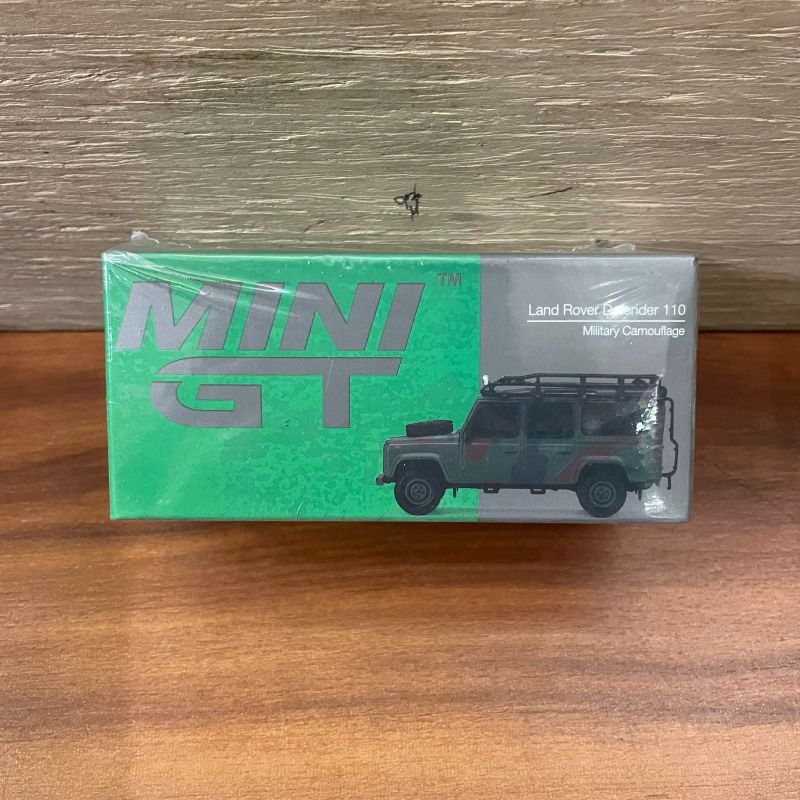 MINI
GT
TM
Land Rover Defender 110
Military Camouflage